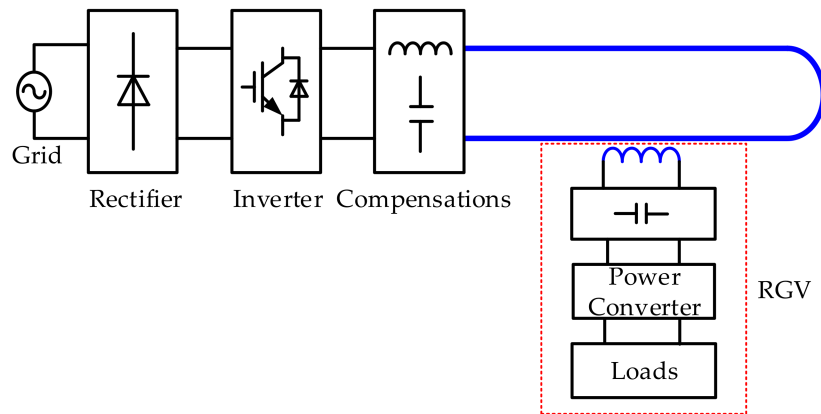 Grid
Rectifier
Inverter
Compensations
Power
Converter
RGV
Loads